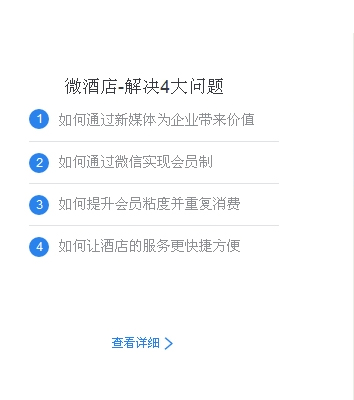 微酒店-解决4大问题
1 如何通过新媒体为企业带来价值
2 如何通过微信实现会员制
3 如何提升会员粘度并重复消费
4 如何让酒店的服务更快捷方便
查看详细